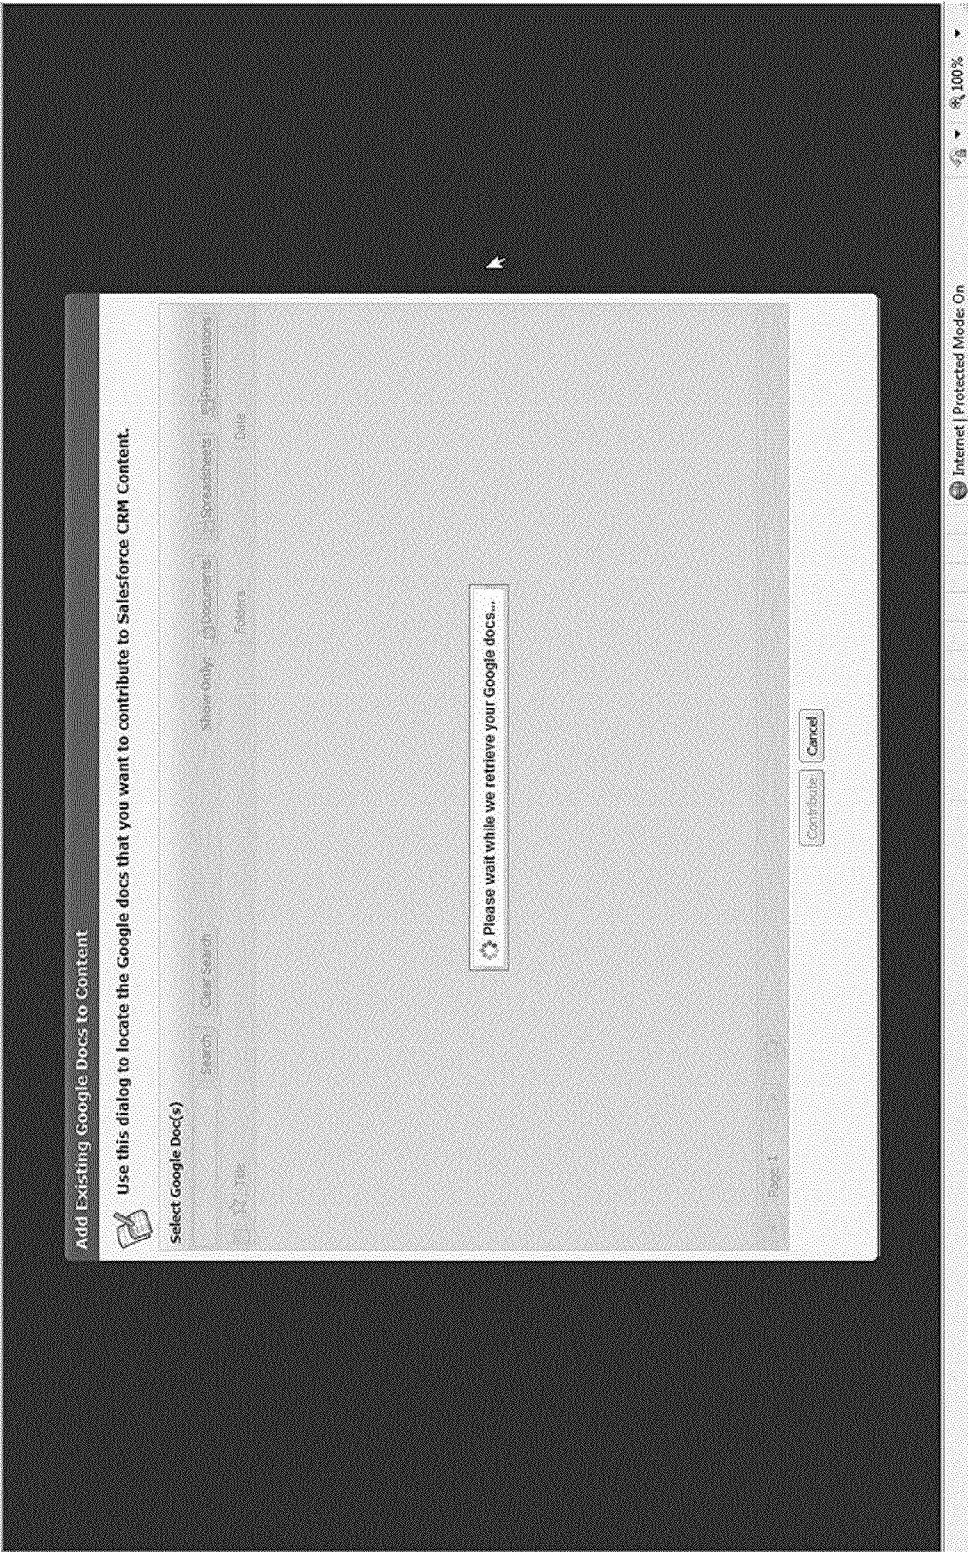 Add Existing Google Docs to Content
Use this dialog to locate the Google docs that you want to contribute to Salesforce CRM Content.
Select Google Doc(s)
Search Clear Search Show Only: Documents Spreadsheets Presentations
Title Folders Date
Please wait while we retrieve your Google docs...
Page 1
Contribute Cancel
Internet | Protected Mode: On 100%